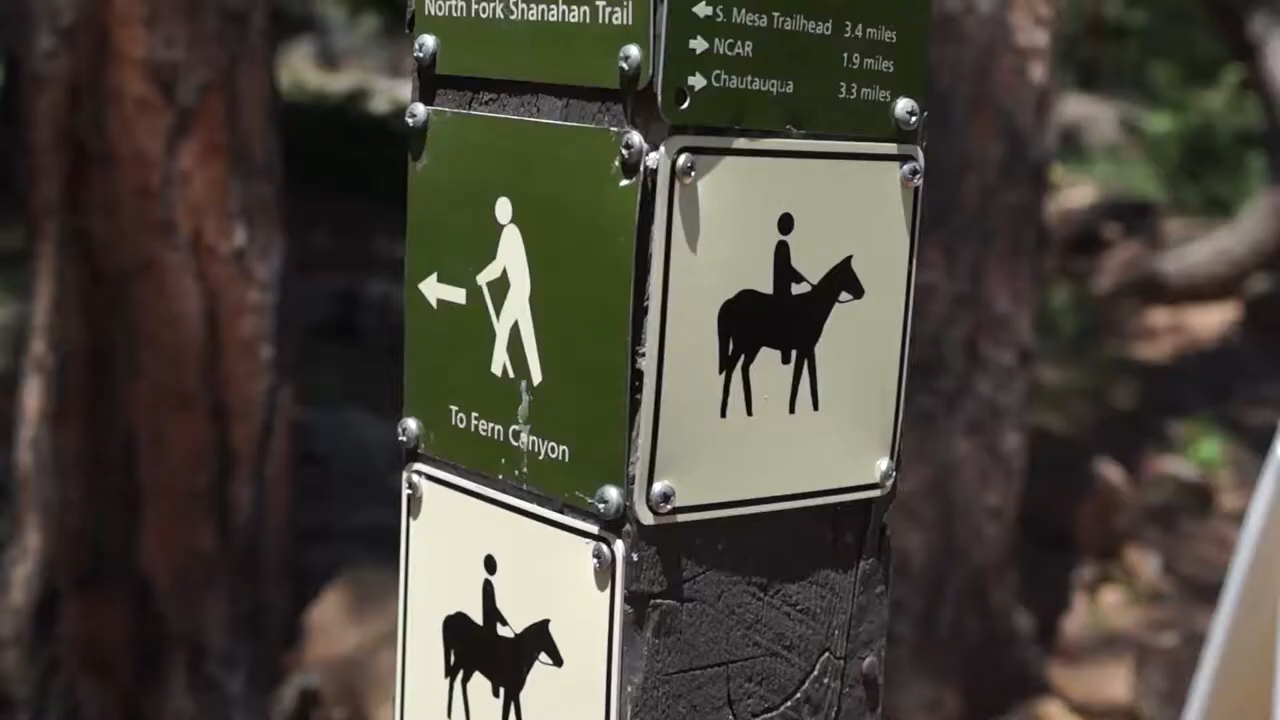 North Fork Shanahan Trail
S. Mesa Trailhead 3.4 miles
NCAR 1.9 miles
Chautauqua 3.3 miles
To Fern Canyon